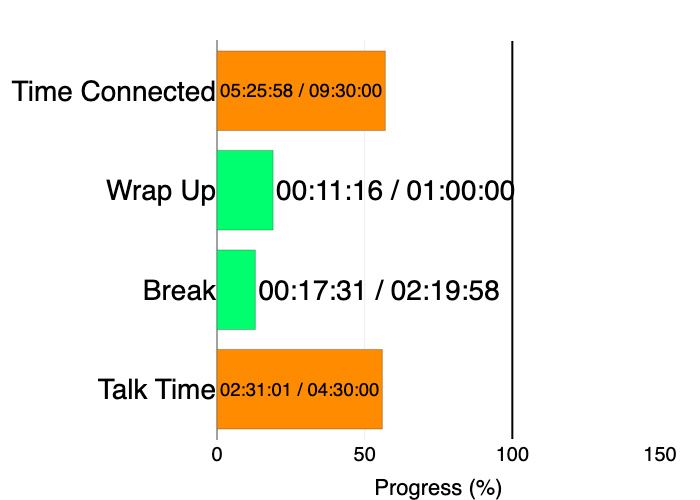 Time Connected 05:25:58 / 09:30:00
Wrap Up 00:11:16 / 01:00:00
Break 00:17:31 / 02:19:58
Talk Time 02:31:01 / 04:30:00
0 50 100 150
Progress (%)